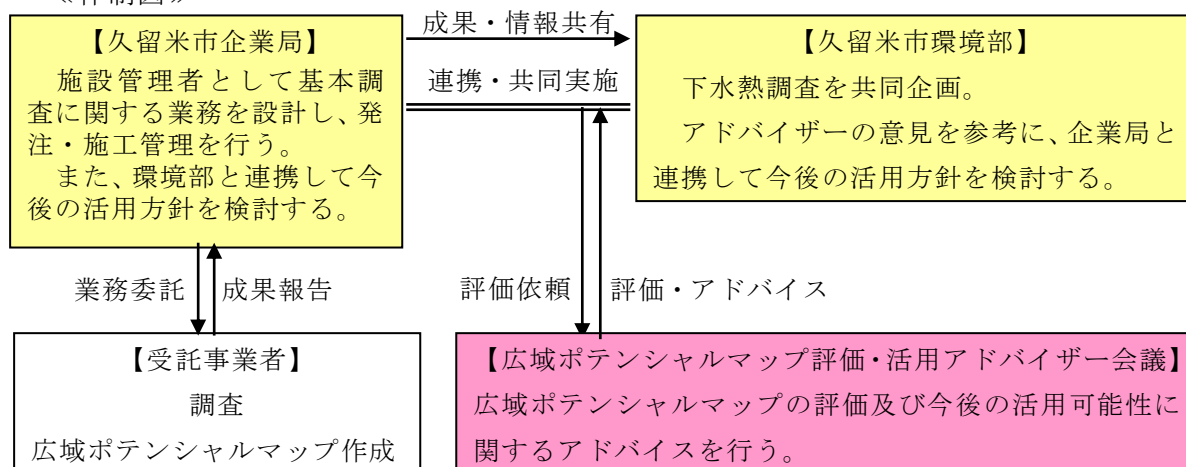 【久留米市企業局】
施設管理者として基本調
査に関する業務を設計し、発
注・施工管理を行う。
また、環境部と連携して今
後の活用方針を検討する。
成果・情報共有
連携・共同実施
【久留米市環境部】
下水熱調査を共同企画。
アドバイザーの意見を参考に、企業局と
連携して今後の活用方針を検討する。
業務委託
成果報告
評価依頼
評価・アドバイス
【受託事業者】
調査
広域ポテンシャルマップ作成
【広域ポテンシャルマップ評価・活用アドバイザー会議】
広域ポテンシャルマップの評価及び今後の活用可能性に
関するアドバイスを行う。